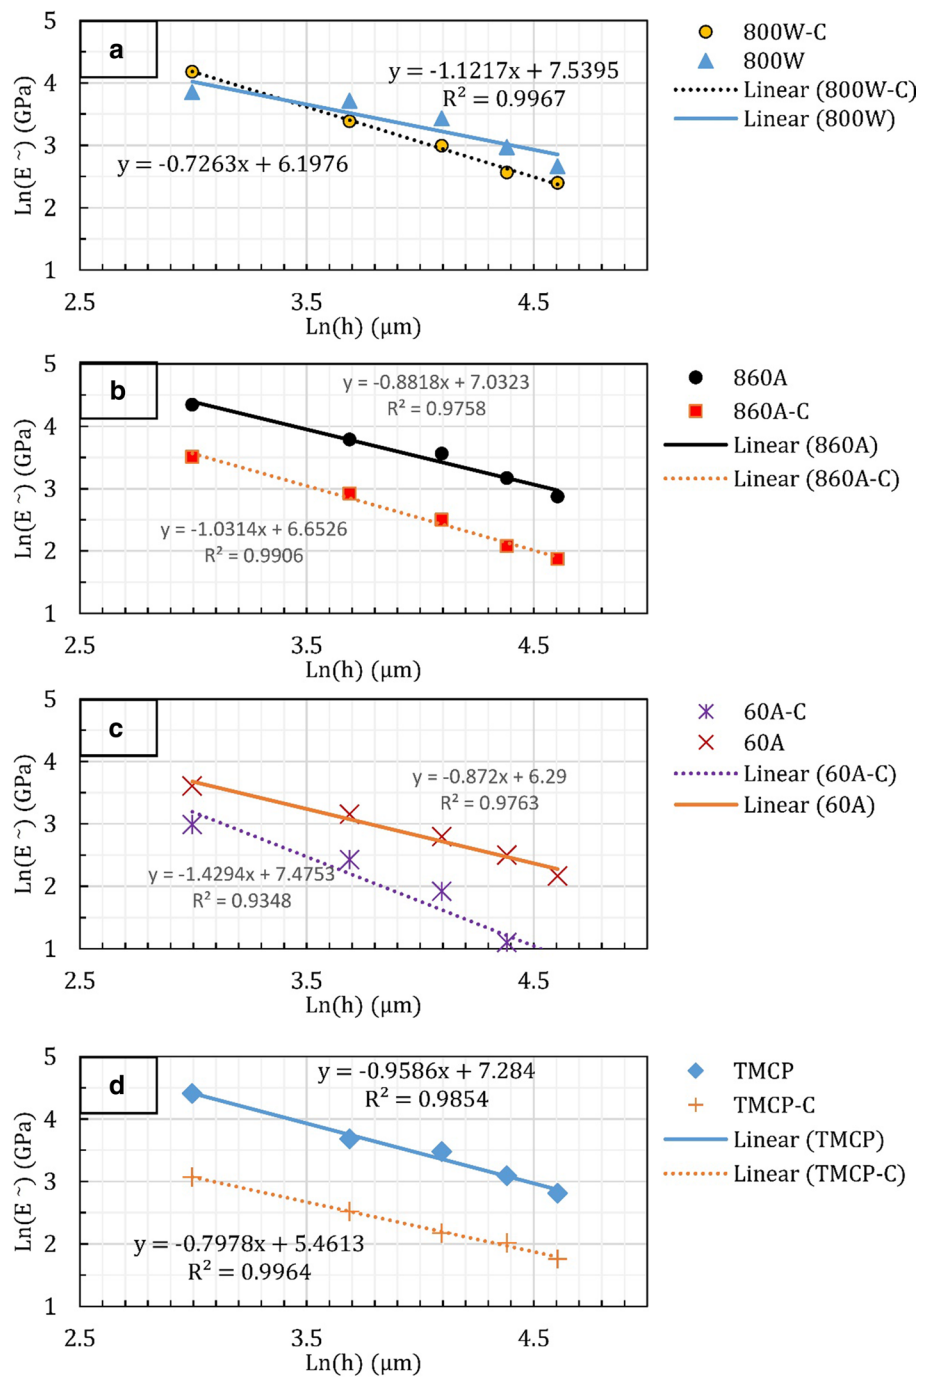 a
5
4
3
2
1
Ln(E ~) (GPa)
y = -1.1217x + 7.5395
R² = 0.9967
y = -0.7263x + 6.1976
2.5
3.5
4.5
Ln(h) (μm)
800W-C
800W
Linear (800W-C)
Linear (800W)
b
5
4
3
2
1
Ln(E ~) (GPa)
y = -0.8818x + 7.0323
R² = 0.9758
y = -1.0314x + 6.6526
R² = 0.9906
2.5
3.5
4.5
Ln(h) (μm)
860A
860A-C
Linear (860A)
Linear (860A-C)
c
5
4
3
2
1
Ln(E ~) (GPa)
y = -0.872x + 6.29
R² = 0.9763
y = -1.4294x + 7.4753
R² = 0.9348
2.5
3.5
4.5
Ln(h) (μm)
60A-C
60A
Linear (60A-C)
Linear (60A)
d
5
4
3
2
1
Ln(E ~) (GPa)
y = -0.9586x + 7.284
R² = 0.9854
y = -0.7978x + 5.4613
R² = 0.9964
2.5
3.5
4.5
Ln(h) (μm)
TMCP
TMCP-C
Linear (TMCP)
Linear (TMCP-C)